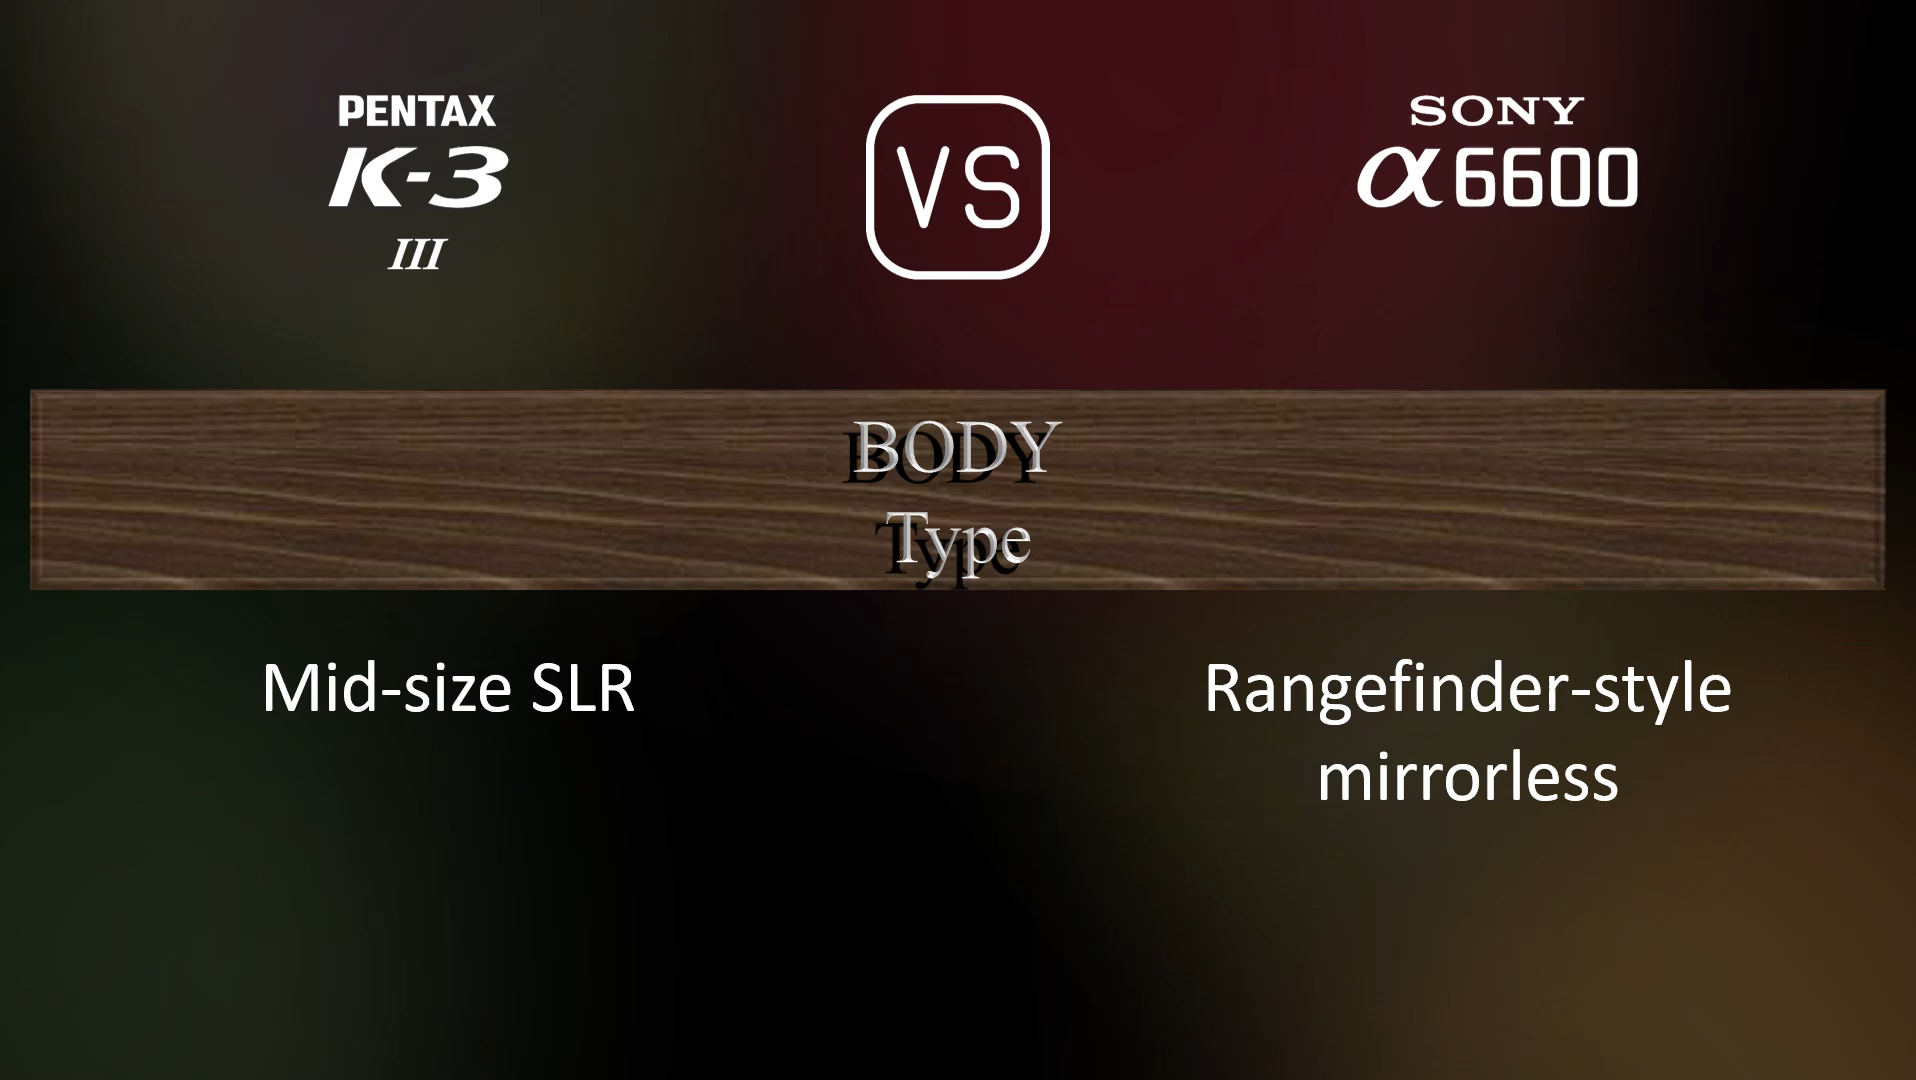 PENTAX
K-3
III
VS
SONY
α6600
BODY
Type
Mid-size SLR
Rangefinder-style
mirrorless